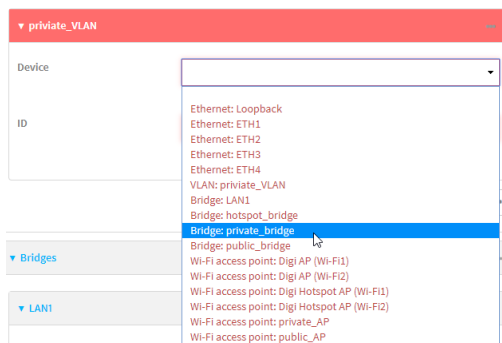 ▼ priviate_VLAN
Device
Ethernet: Loopback
Ethernet: ETH1
Ethernet: ETH2
ID
Ethernet: ETH3
Ethernet: ETH4
VLAN: priviate_VLAN
Bridge: LAN1
Bridge: hotspot_bridge
Bridge: private_bridge
Bridge: public_bridge
▼ Bridges
Wi-Fi access point: Digi AP (Wi-Fi1)
Wi-Fi access point: Digi AP (Wi-Fi2)
Wi-Fi access point: Digi Hotspot AP (Wi-Fi1)
▼ LAN1
Wi-Fi access point: Digi Hotspot AP (Wi-Fi2)
Wi-Fi access point: private_AP
Wi-Fi access point: public_AP